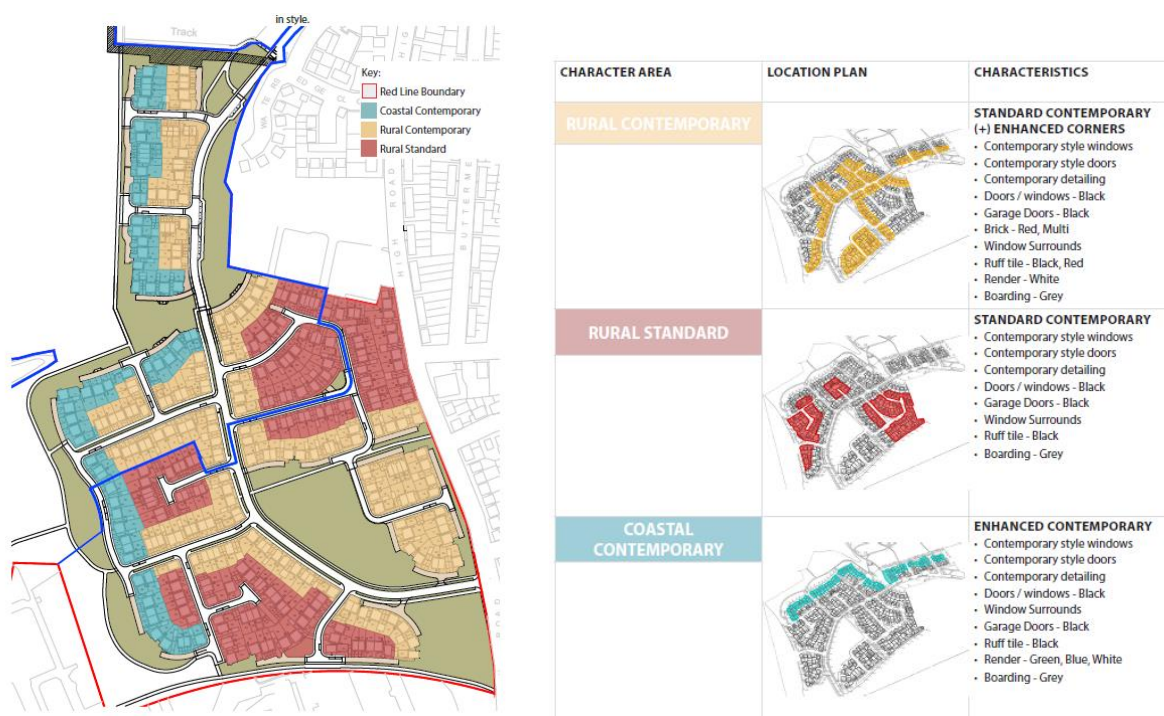 in style.
Track
Key:
Red Line Boundary
Coastal Contemporary
Rural Contemporary
Rural Standard
HIGH ROAD
CHARACTER AREA
LOCATION PLAN
CHARACTERISTICS
RURAL CONTEMPORARY
STANDARD CONTEMPORARY
(+) ENHANCED CORNERS
• Contemporary style windows
• Contemporary style doors
• Contemporary detailing
• Doors / windows - Black
• Garage Doors - Black
• Brick - Red, Multi
• Window Surrounds
• Ruff tile - Black, Red
• Render - White
• Boarding - Grey
RURAL STANDARD
STANDARD CONTEMPORARY
• Contemporary style windows
• Contemporary style doors
• Contemporary detailing
• Doors / windows - Black
• Garage Doors - Black
• Window Surrounds
• Ruff tile - Black
• Boarding - Grey
COASTAL
CONTEMPORARY
ENHANCED CONTEMPORARY
• Contemporary style windows
• Contemporary style doors
• Contemporary detailing
• Doors / windows - Black
• Window Surrounds
• Garage Doors - Black
• Ruff tile - Black
• Render - Green, Blue, White
• Boarding - Grey